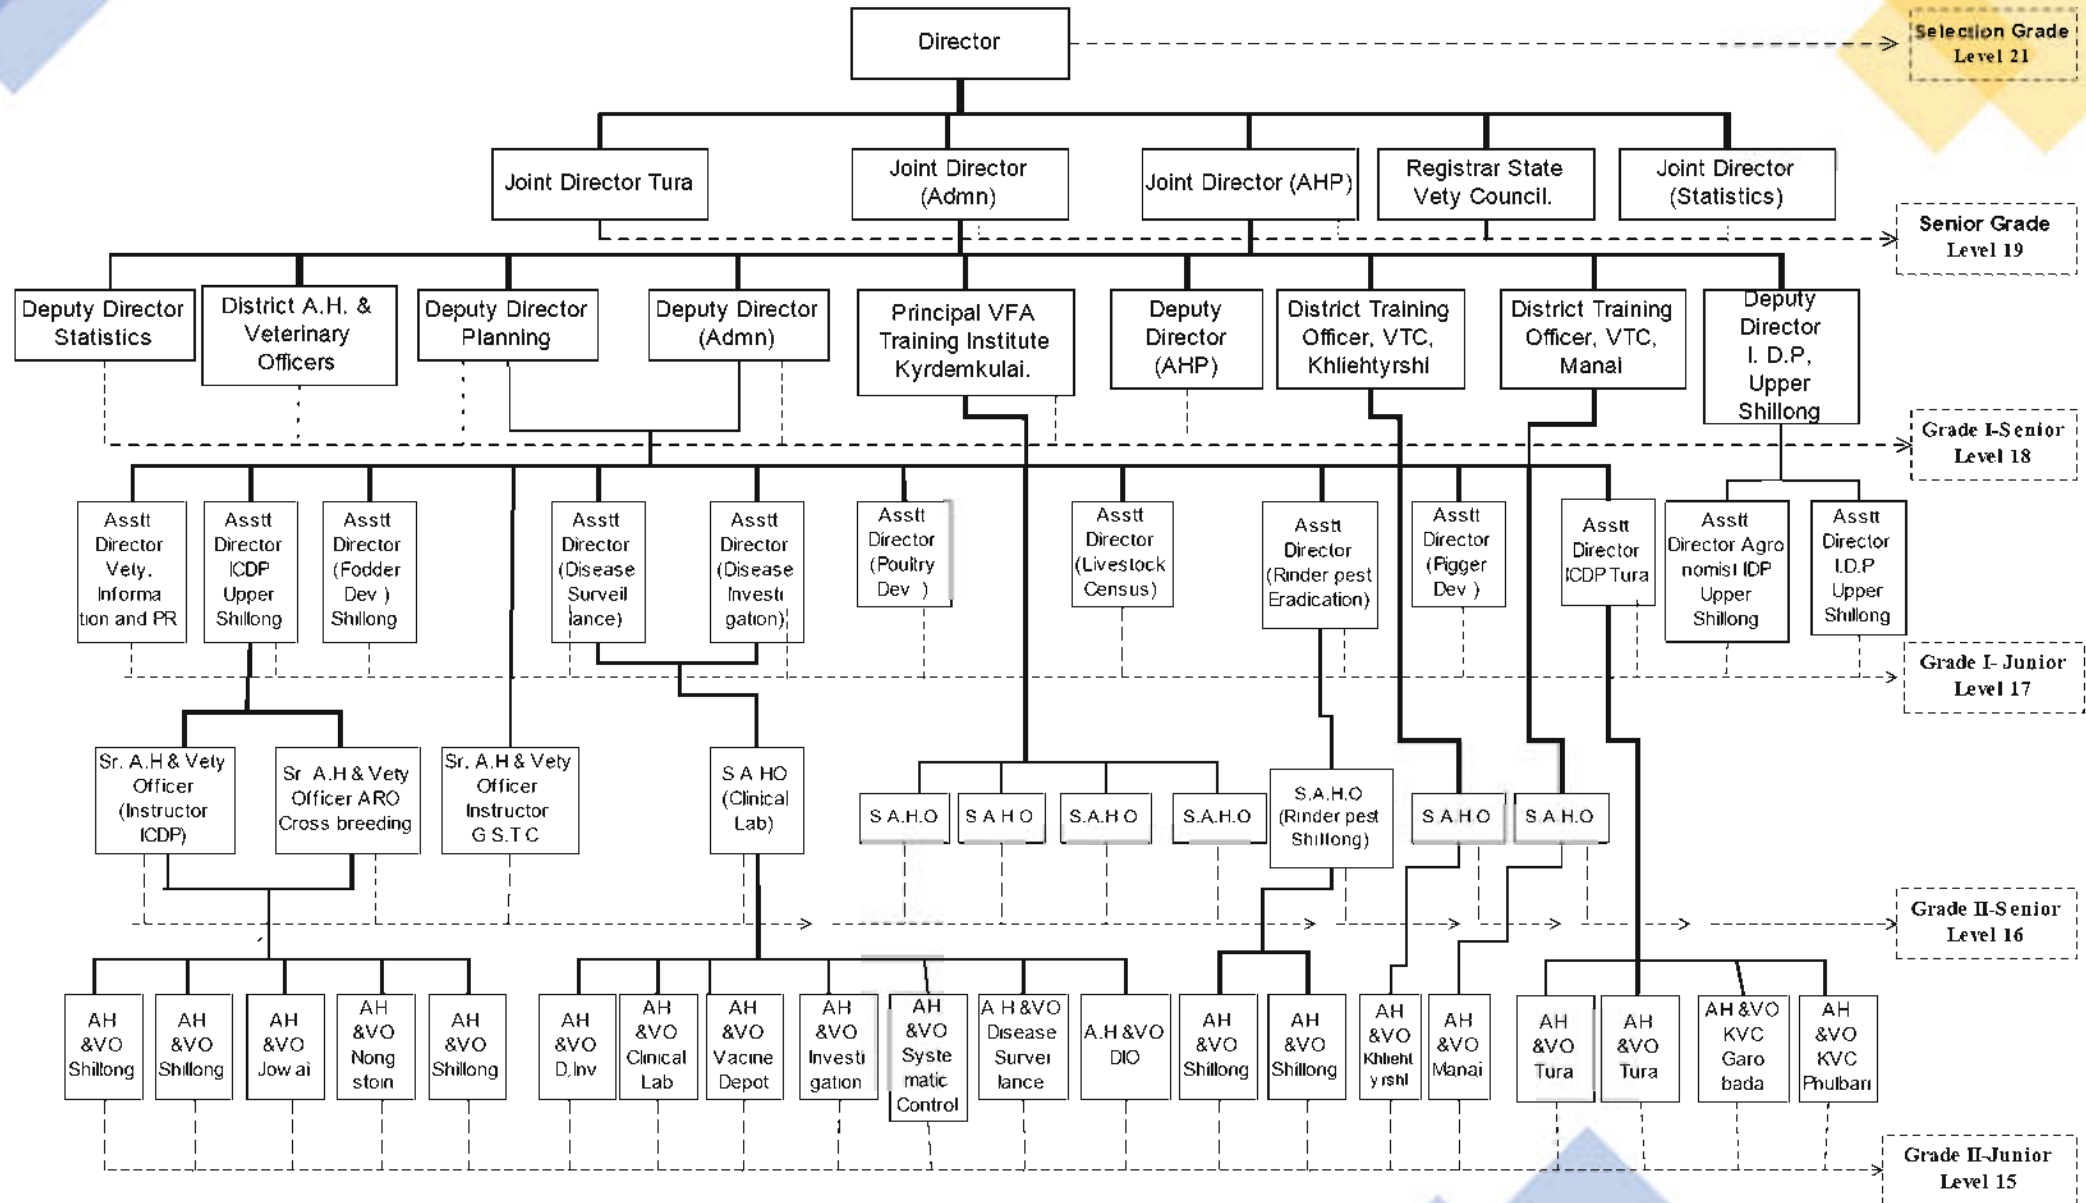 Director
Selection Grade
Level 21
Joint Director Tura
Joint Director
(Admn)
Joint Director (AHP)
Registrar State
Vety Council.
Joint Director
(Statistics)
Senior Grade
Level 19
Deputy Director
Statistics
District A.H. &
Veterinary
Officers
Deputy Director
Planning
Deputy Director
(Admn)
Principal VFA
Training Institute
Kyrdemkulai.
Deputy
Director
(AHP)
District Training
Officer, VTC,
Khliehtyrshl
District Training
Officer, VTC,
Manai
Deputy
Director
I. D.P,
Upper
Shillong
Grade I-Senior
Level 18
Asstt
Director
Vety.
Informa
tion and PR
Asstt
Director
ICDP
Upper
Shillong
Asstt
Director
(Fodder
Dev )
Shillong
Asstt
Director
(Disease
Surveil
lance)
Asstt
Director
(Disease
Investi
gation)
Asstt
Director
(Poultry
Dev )
Asstt
Director
(Livestock
Census)
Asstt
Director
(Rinder pest
Eradication)
Asstt
Director
(Pigger
Dev )
Asstt
Director
ICDP Tura
Asstt
Director Agro
nomist IDP
Upper
Shillong
Asstt
Director
I.D.P
Upper
Shillong
Grade I- Junior
Level 17
Sr. A.H & Vety
Officer
(Instructor
ICDP)
Sr A.H & Vety
Officer ARO
Cross breeding
Sr. A.H & Vety
Officer
Instructor
G S.T C
S A HO
(Clinical
Lab)
S A.H.O
S A H O
S.A.H O
S.A.H.O
S.A.H.O
(Rinder pest
Shillong)
S A H O
S A H.O
Grade II-Senior
Level 16
AH
&VO
Shillong
AH
&VO
Shillong
AH
&VO
Jowai
AH
&VO
Nong
stoin
AH
&VO
Shillong
AH
&VO
D,Inv
AH
&VO
Clinical
Lab
AH
&VO
Vacine
Depot
AH
&VO
Investi
gation
AH
&VO
Syste
matic
Control
A H &VO
Disease
Survei
lance
A.H &VO
DIO
AH
&VO
Shillong
AH
&VO
Shillong
AH
&VO
Khlieht
yrshl
AH
&VO
Manai
AH
&VO
Tura
AH
&VO
Tura
AH &VO
KVC
Garo
bada
AH
&VO
KVC
Phulbari
Grade II-Junior
Level 15